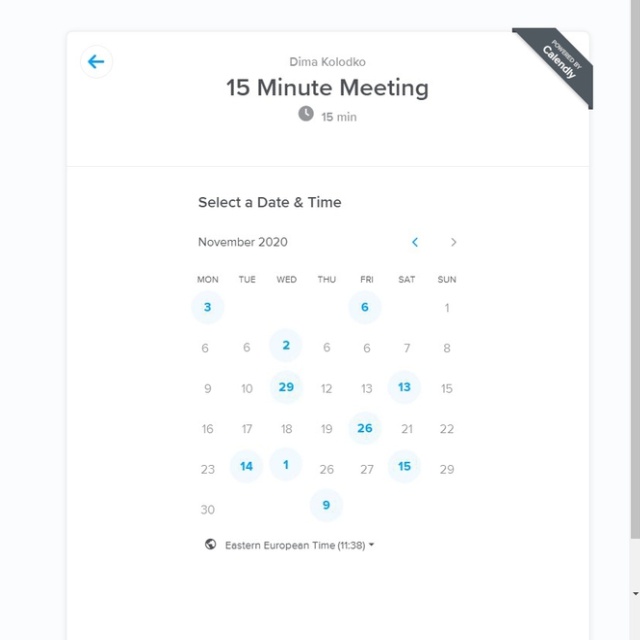 Dima Kolodko
POWERED BY
Calendly
15 Minute Meeting
15 min
Select a Date & Time
November 2020
MON TUE WED THU FRI SAT SUN
3 6 1
6 6 2 6 6 7 8
9 10 29 12 13 13 15
16 17 18 19 26 21 22
23 14 1 26 27 15 29
30 9
Eastern European Time (11:38)